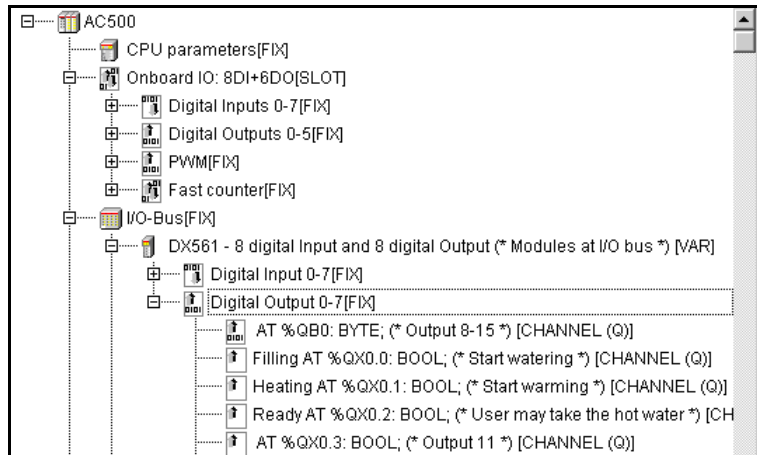 AC500
CPU parameters[FIX]
Onboard IO: 8DI+6DO[SLOT]
Digital Inputs 0-7[FIX]
Digital Outputs 0-5[FIX]
PWM[FIX]
Fast counter[FIX]
I/O-Bus[FIX]
DX561 - 8 digital Input and 8 digital Output (* Modules at I/O bus *) [VAR]
Digital Input 0-7[FIX]
Digital Output 0-7[FIX]
AT %QB0: BYTE; (* Output 8-15 *) [CHANNEL (Q)]
Filling AT %QX0.0: BOOL; (* Start watering *) [CHANNEL (Q)]
Heating AT %QX0.1: BOOL; (* Start warming *) [CHANNEL (Q)]
Ready AT %QX0.2: BOOL; (* User may take the hot water *) [CH
AT %QX0.3: BOOL; (* Output 11 *) [CHANNEL (Q)]